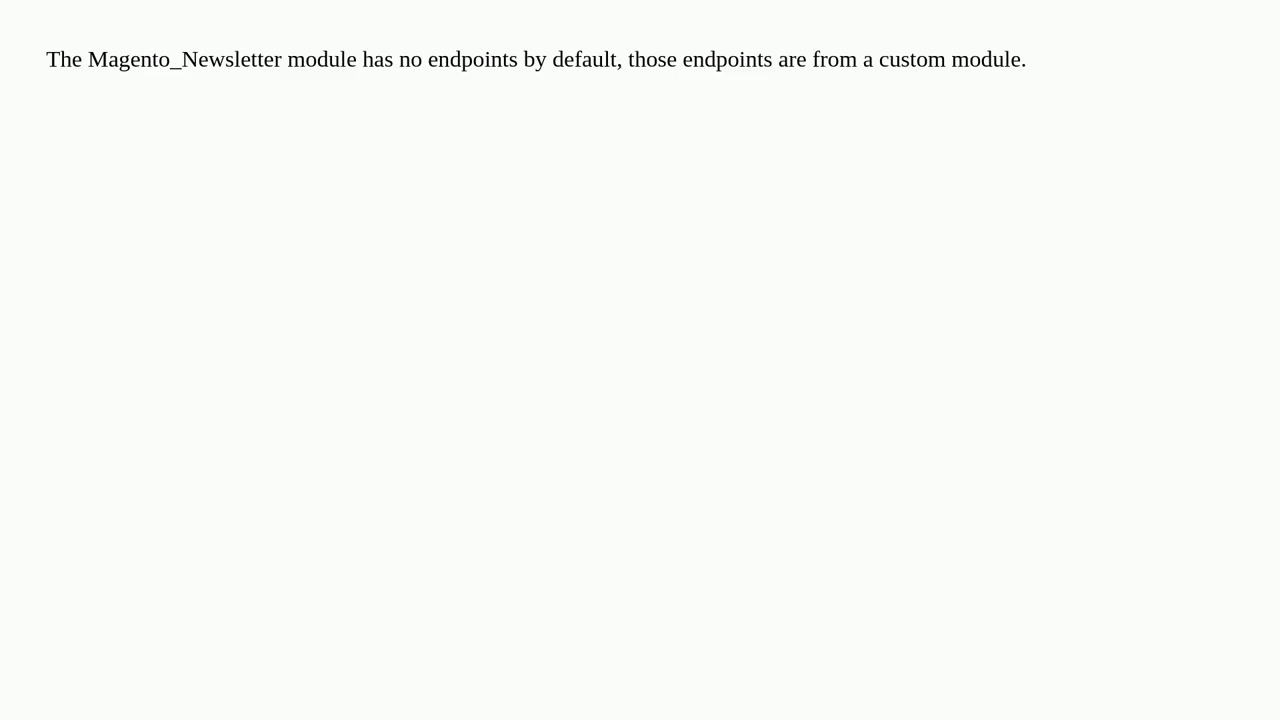 The Magento_Newsletter module has no endpoints by default, those endpoints are from a custom module.